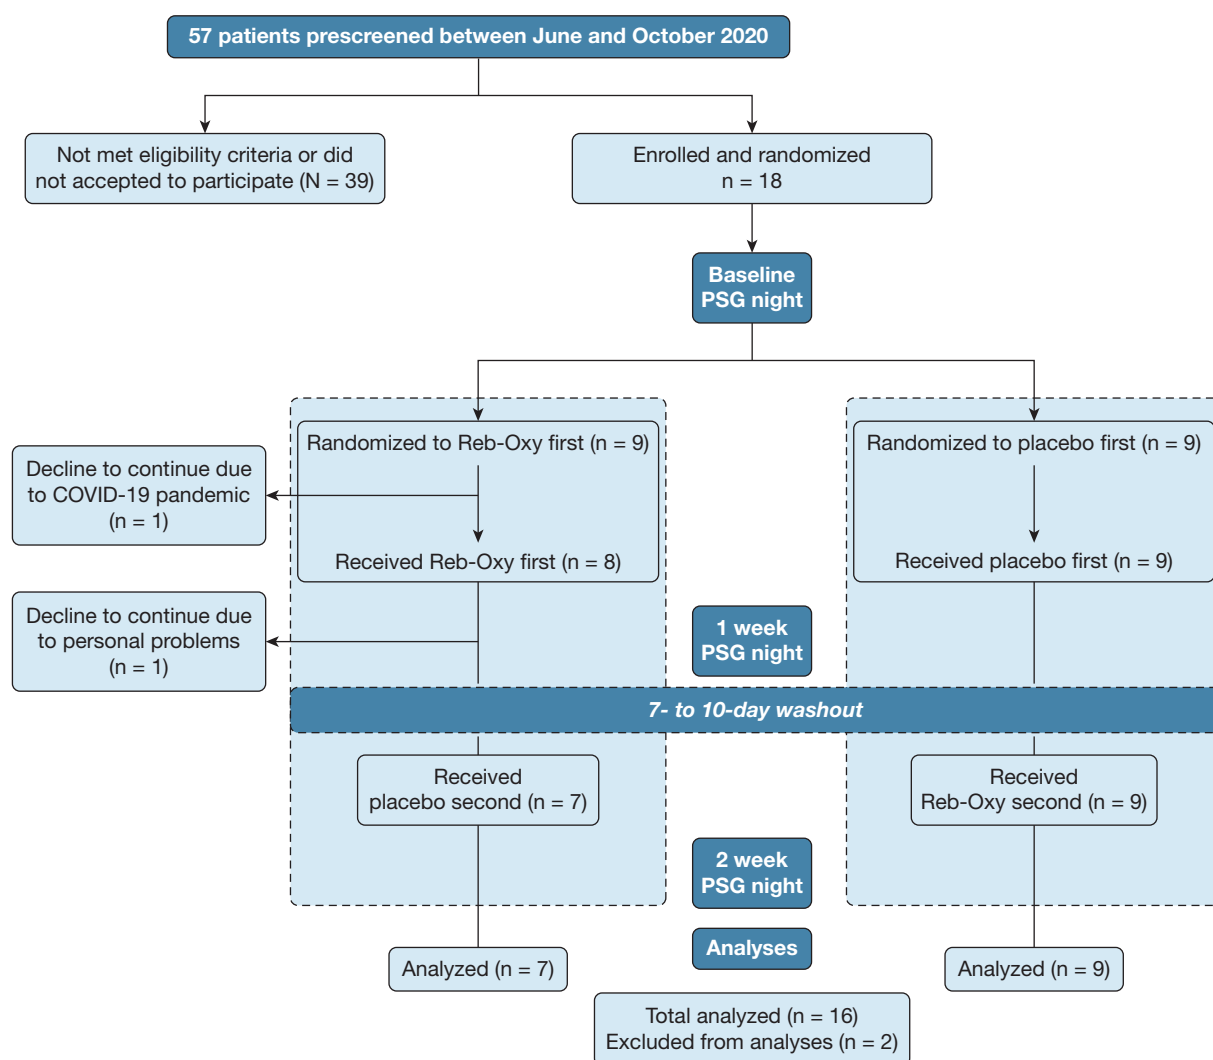 57 patients prescreened between June and October 2020
Not met eligibility criteria or did
not accepted to participate (N = 39)
Enrolled and randomized
n = 18
Baseline
PSG night
Randomized to Reb-Oxy first (n = 9)
Randomized to placebo first (n = 9)
Decline to continue due
to COVID-19 pandemic
(n = 1)
Received Reb-Oxy first (n = 8)
Received placebo first (n = 9)
Decline to continue due
to personal problems
(n = 1)
1 week
PSG night
7- to 10-day washout
Received
placebo second (n = 7)
Received
Reb-Oxy second (n = 9)
2 week
PSG night
Analyses
Analyzed (n = 7)
Analyzed (n = 9)
Total analyzed (n = 16)
Excluded from analyses (n = 2)